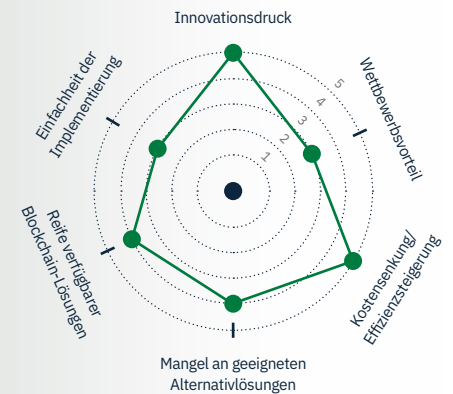 Innovationsdruck
Wettbewerbsvorteil
Kostensenkung/
Effizienzsteigerung
Mangel an geeigneten
Alternativlösungen
Reife verfügbarer
Blockchain-Lösungen
Einfachheit der
Implementierung
1
2
3
4
5